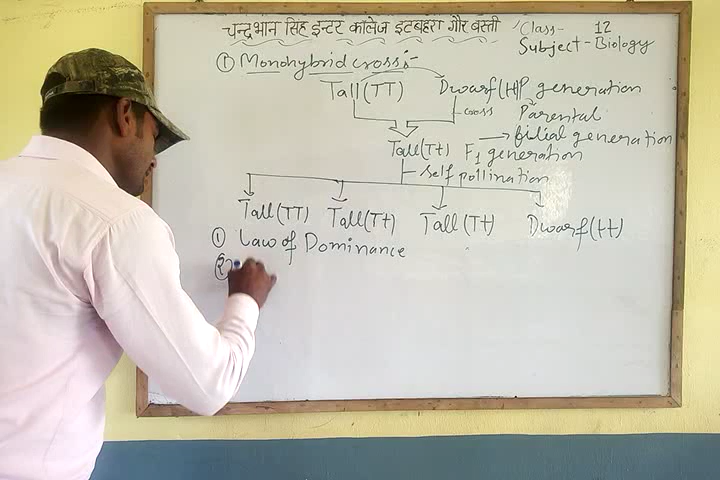 चन्द्रभान सिंह इन्टर कालेज इटबहरा गौर बस्ती
Class- 12
Subject-Biology
① Monohybrid cross:-
Tall(TT) Dwarf(tt) P generation
cross Parental
filial generation
Tall(Tt) F1 generation
Self pollination
Tall(TT) Tall(Tt) Tall(Tt) Dwarf(tt)
① Law of Dominance